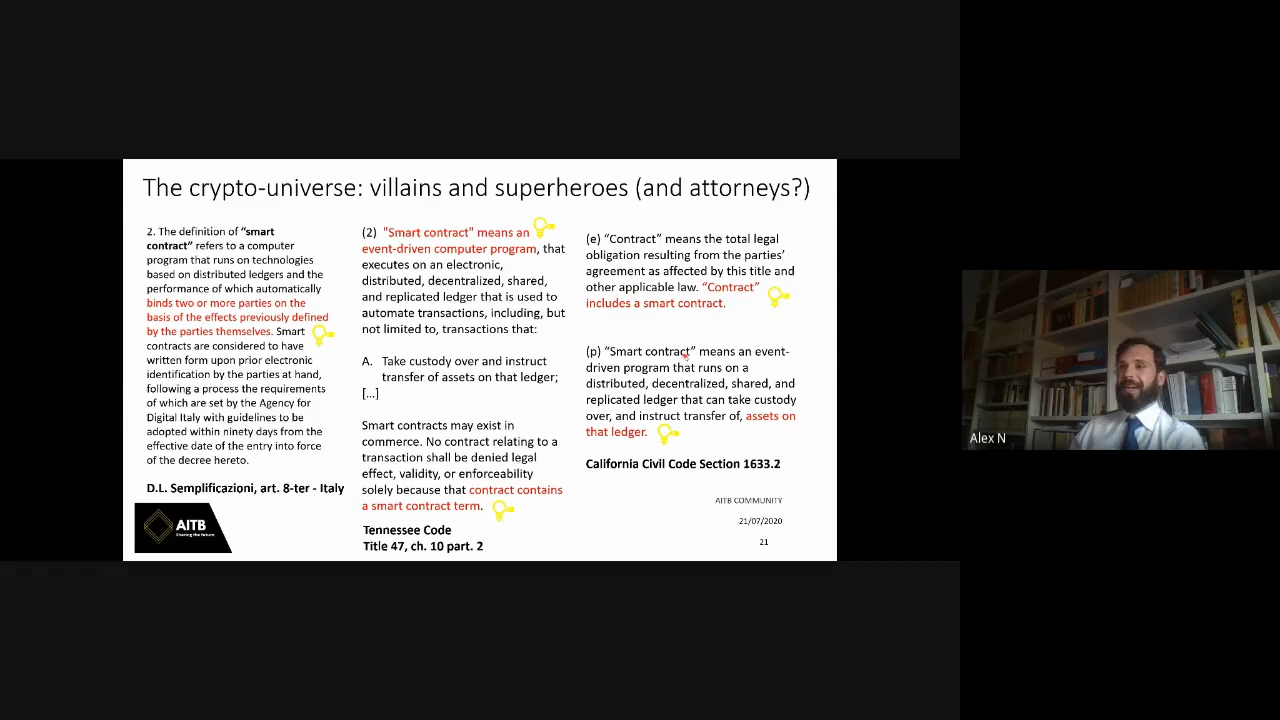 The crypto-universe: villains and superheroes (and attorneys?)
2. The definition of “smart
contract” refers to a computer
program that runs on technologies
based on distributed ledgers and the
performance of which automatically
binds two or more parties on the
basis of the effects previously defined
by the parties themselves. Smart
contracts are considered to have
written form upon prior electronic
identification by the parties at hand,
following a process the requirements
of which are set by the Agency for
Digital Italy with guidelines to be
adopted within ninety days from the
effective date of the entry into force
of the decree hereto.
D.L. Semplificazioni, art. 8-ter - Italy
AITB
Sharing the future
(2) "Smart contract" means an
event-driven computer program, that
executes on an electronic,
distributed, decentralized, shared,
and replicated ledger that is used to
automate transactions, including, but
not limited to, transactions that:
A. Take custody over and instruct
transfer of assets on that ledger;
[...]
Smart contracts may exist in
commerce. No contract relating to a
transaction shall be denied legal
effect, validity, or enforceability
solely because that contract contains
a smart contract term.
Tennessee Code
Title 47, ch. 10 part. 2
(e) “Contract” means the total legal
obligation resulting from the parties’
agreement as affected by this title and
other applicable law. “Contract”
includes a smart contract.
(p) “Smart contract” means an event-
driven program that runs on a
distributed, decentralized, shared, and
replicated ledger that can take custody
over, and instruct transfer of, assets on
that ledger.
California Civil Code Section 1633.2
AITB COMMUNITY
21/07/2020
21
Alex N